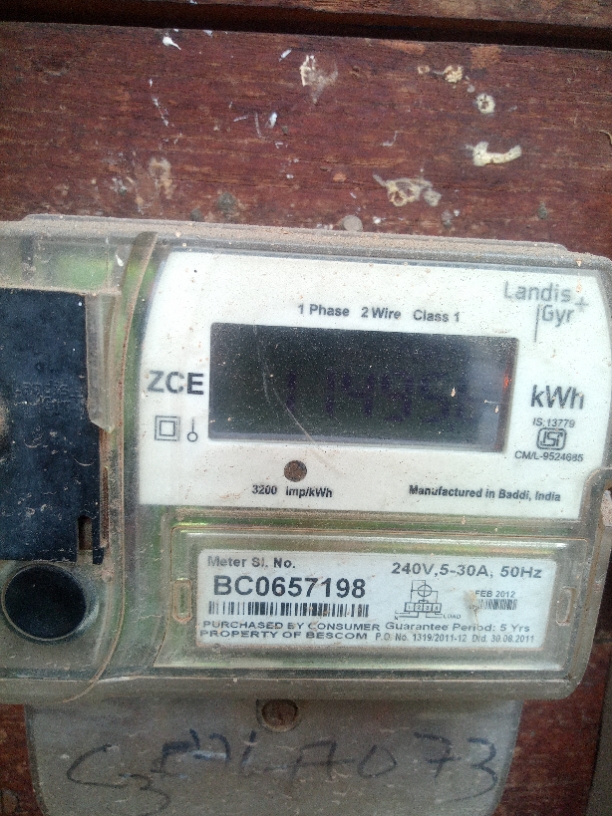 Landis
Gyr+
1 Phase 2 Wire Class 1
ZCE
kWh
IS.13779
ISI
CM/L-9524685
3200 imp/kWh
Manufactured in Baddi, India
Meter Sl. No.
240V,5-30A, 50Hz
BC0657198
FEB 2012
LOAD
PURCHASED BY CONSUMER Guarantee Period: 5 Yrs
PROPERTY OF BESCOM P.O. No. 1319/2011-12 Dtd. 30.08.2011